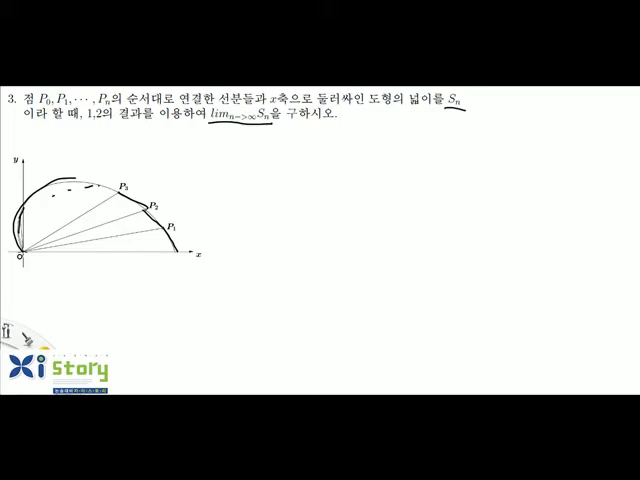 3. 점 P₀, P₁, ⋯ , Pₙ의 순서대로 연결한 선분들과 x축으로 둘러싸인 도형의 넓이를 Sₙ
이라 할 때, 1,2의 결과를 이용하여 limₙ₋>∞Sₙ을 구하시오.
y
P₃
P₂
P₁
O
x
Xi story